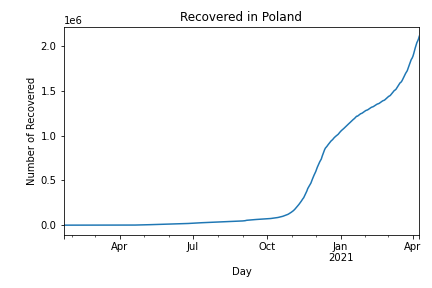 Recovered in Poland
1e6
2.0
1.5
1.0
0.5
0.0
Number of Recovered
Apr Jul Oct Jan Apr
2021
Day